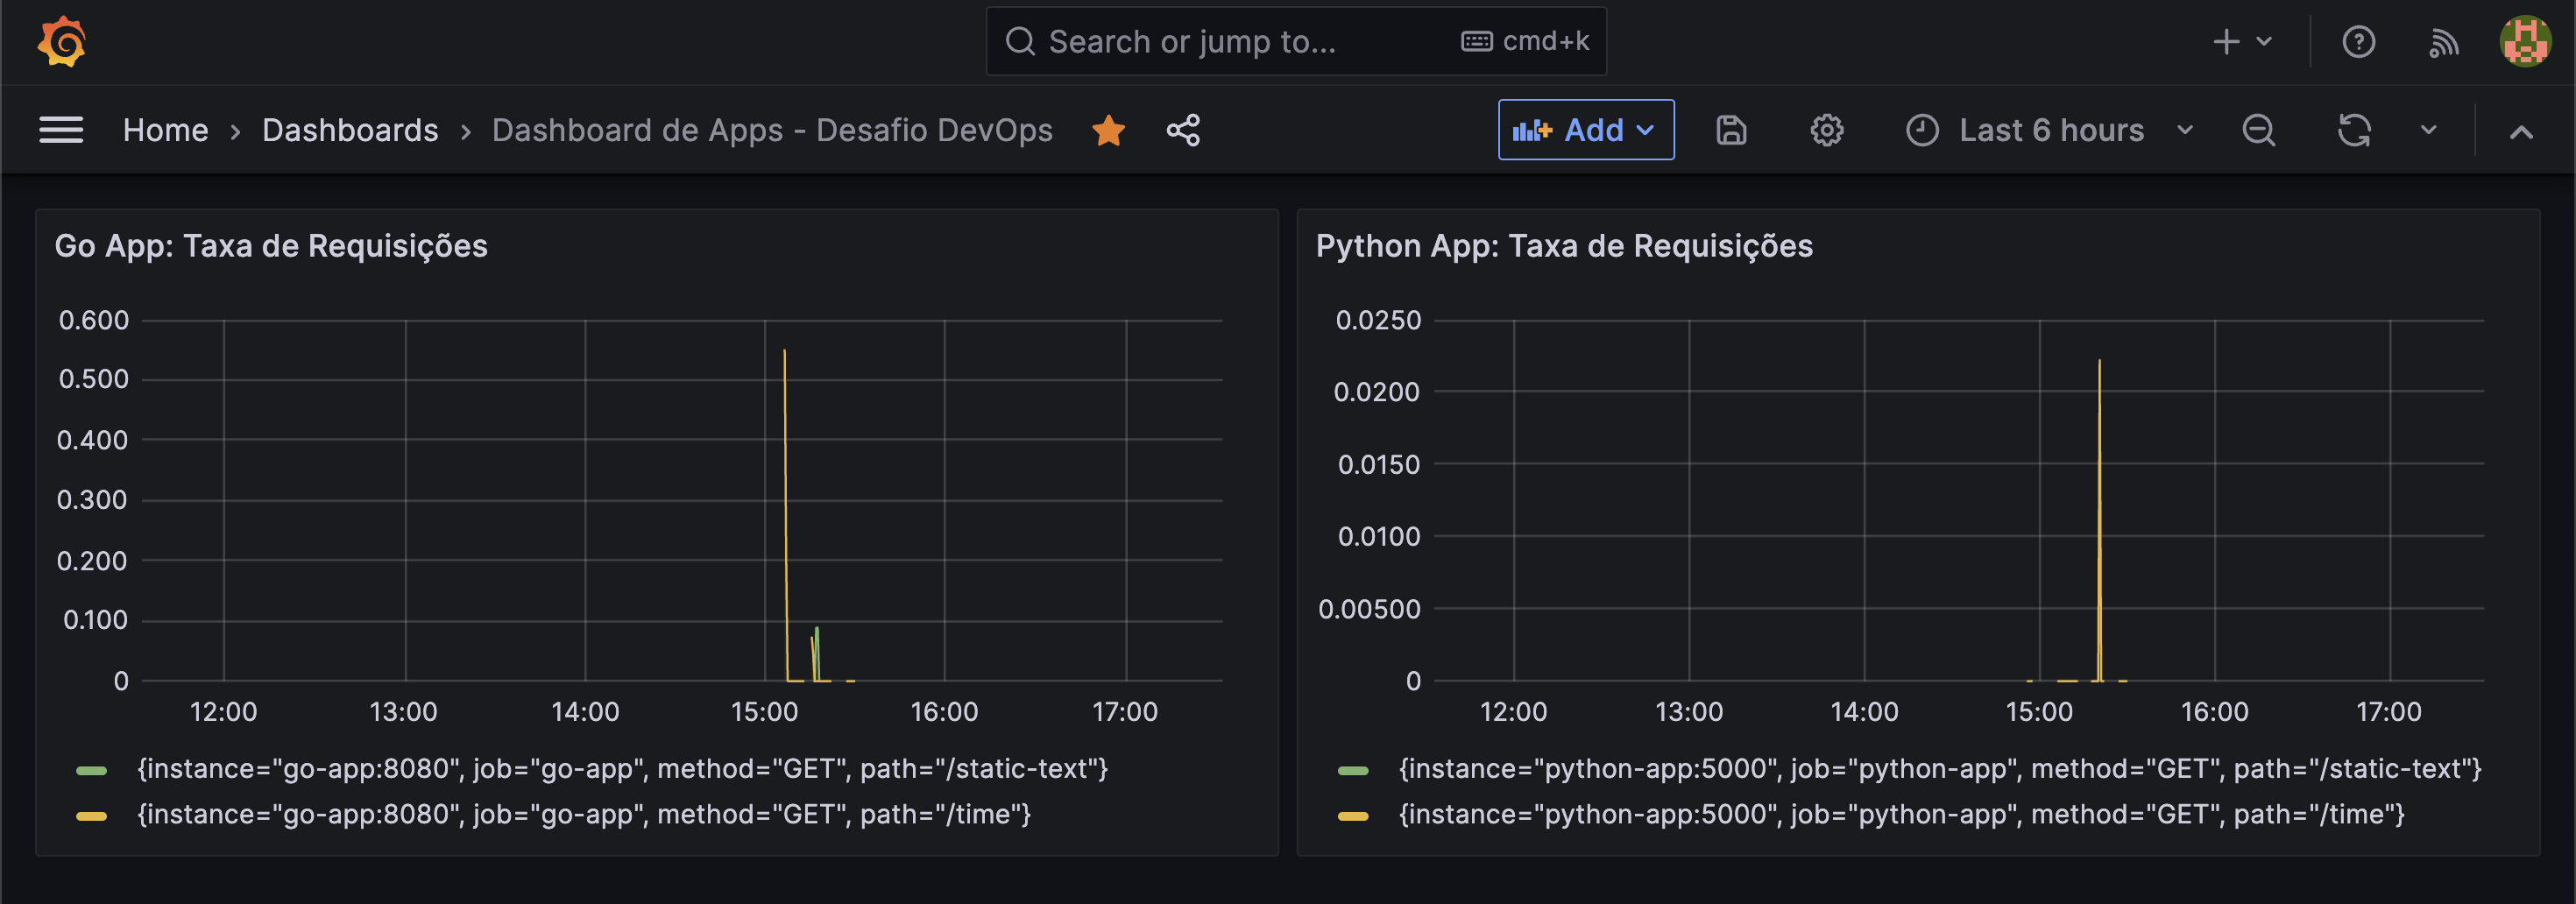 Search or jump to... cmd+k
Home › Dashboards › Dashboard de Apps - Desafio DevOps Add Last 6 hours
Go App: Taxa de Requisições
0.600
0.500
0.400
0.300
0.200
0.100
0
12:00 13:00 14:00 15:00 16:00 17:00
{instance="go-app:8080", job="go-app", method="GET", path="/static-text"}
{instance="go-app:8080", job="go-app", method="GET", path="/time"}
Python App: Taxa de Requisições
0.0250
0.0200
0.0150
0.0100
0.00500
0
12:00 13:00 14:00 15:00 16:00 17:00
{instance="python-app:5000", job="python-app", method="GET", path="/static-text"}
{instance="python-app:5000", job="python-app", method="GET", path="/time"}